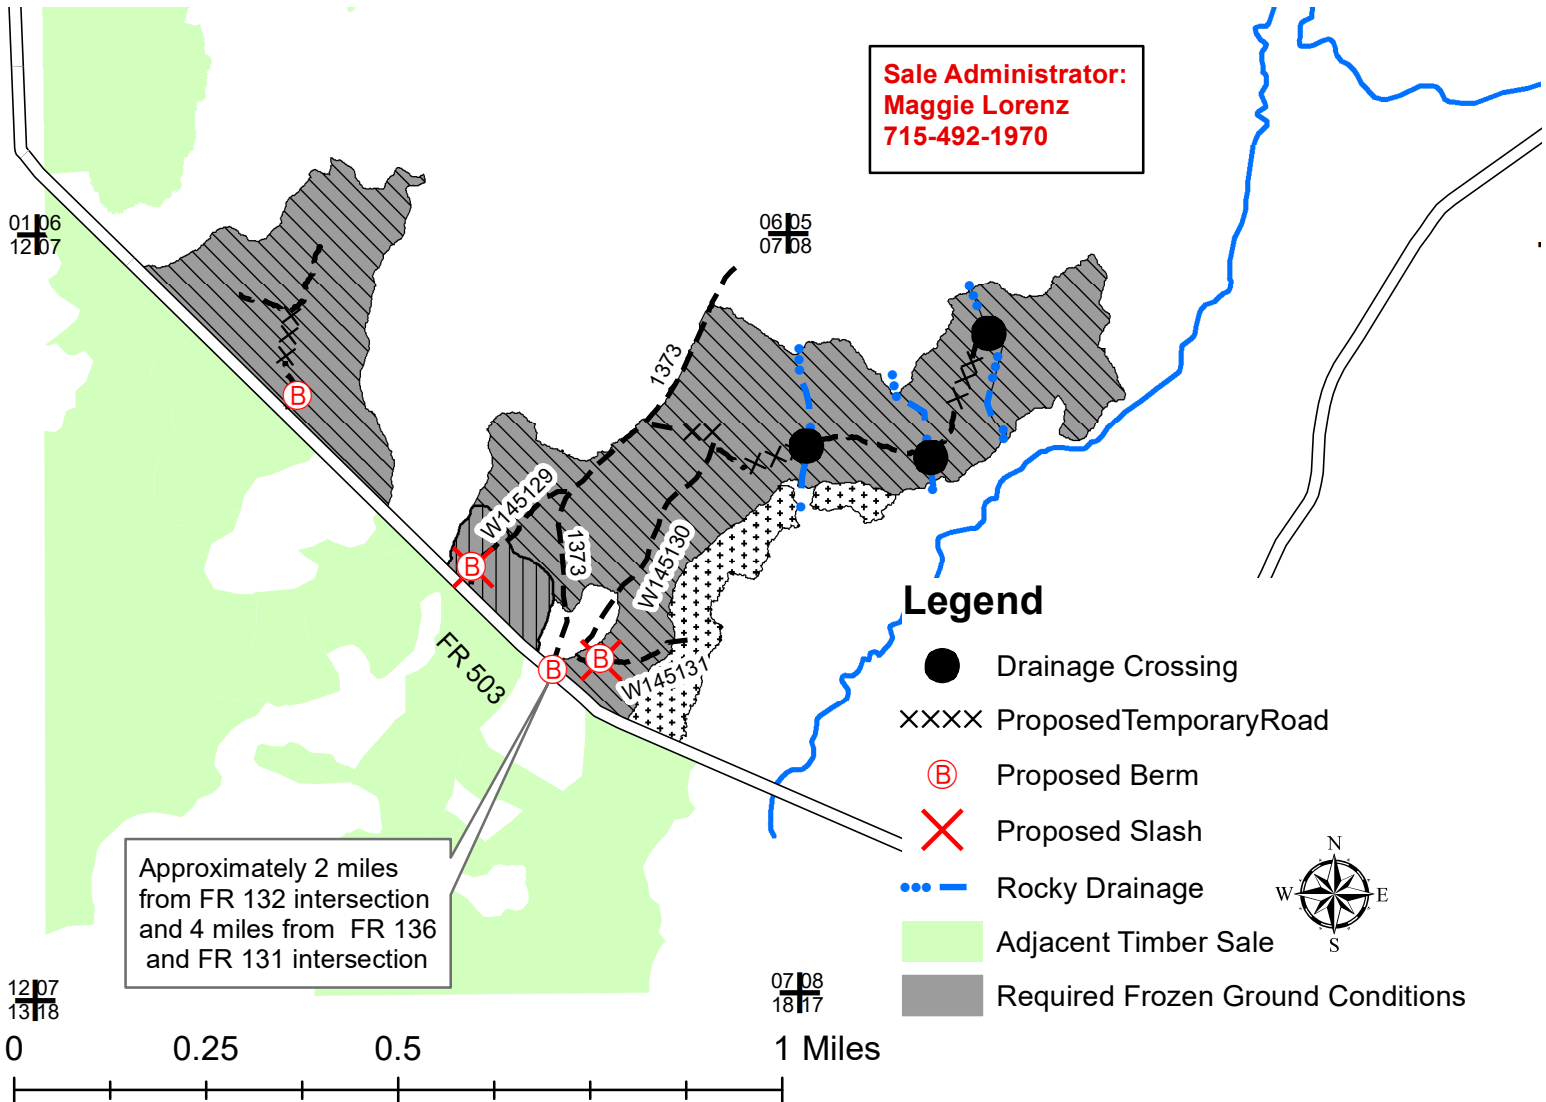 Sale Administrator:
Maggie Lorenz
715-492-1970
01 06
12 07
06 05
07 08
1373
W145129
1373
W145130
W145131
FR 503
B
B
B
B
Approximately 2 miles
from FR 132 intersection
and 4 miles from FR 136
and FR 131 intersection
12 07
13 18
07 08
18 17
0 0.25 0.5 1 Miles
Legend
Drainage Crossing
ProposedTemporaryRoad
B Proposed Berm
Proposed Slash
Rocky Drainage
Adjacent Timber Sale
Required Frozen Ground Conditions
N
W E
S